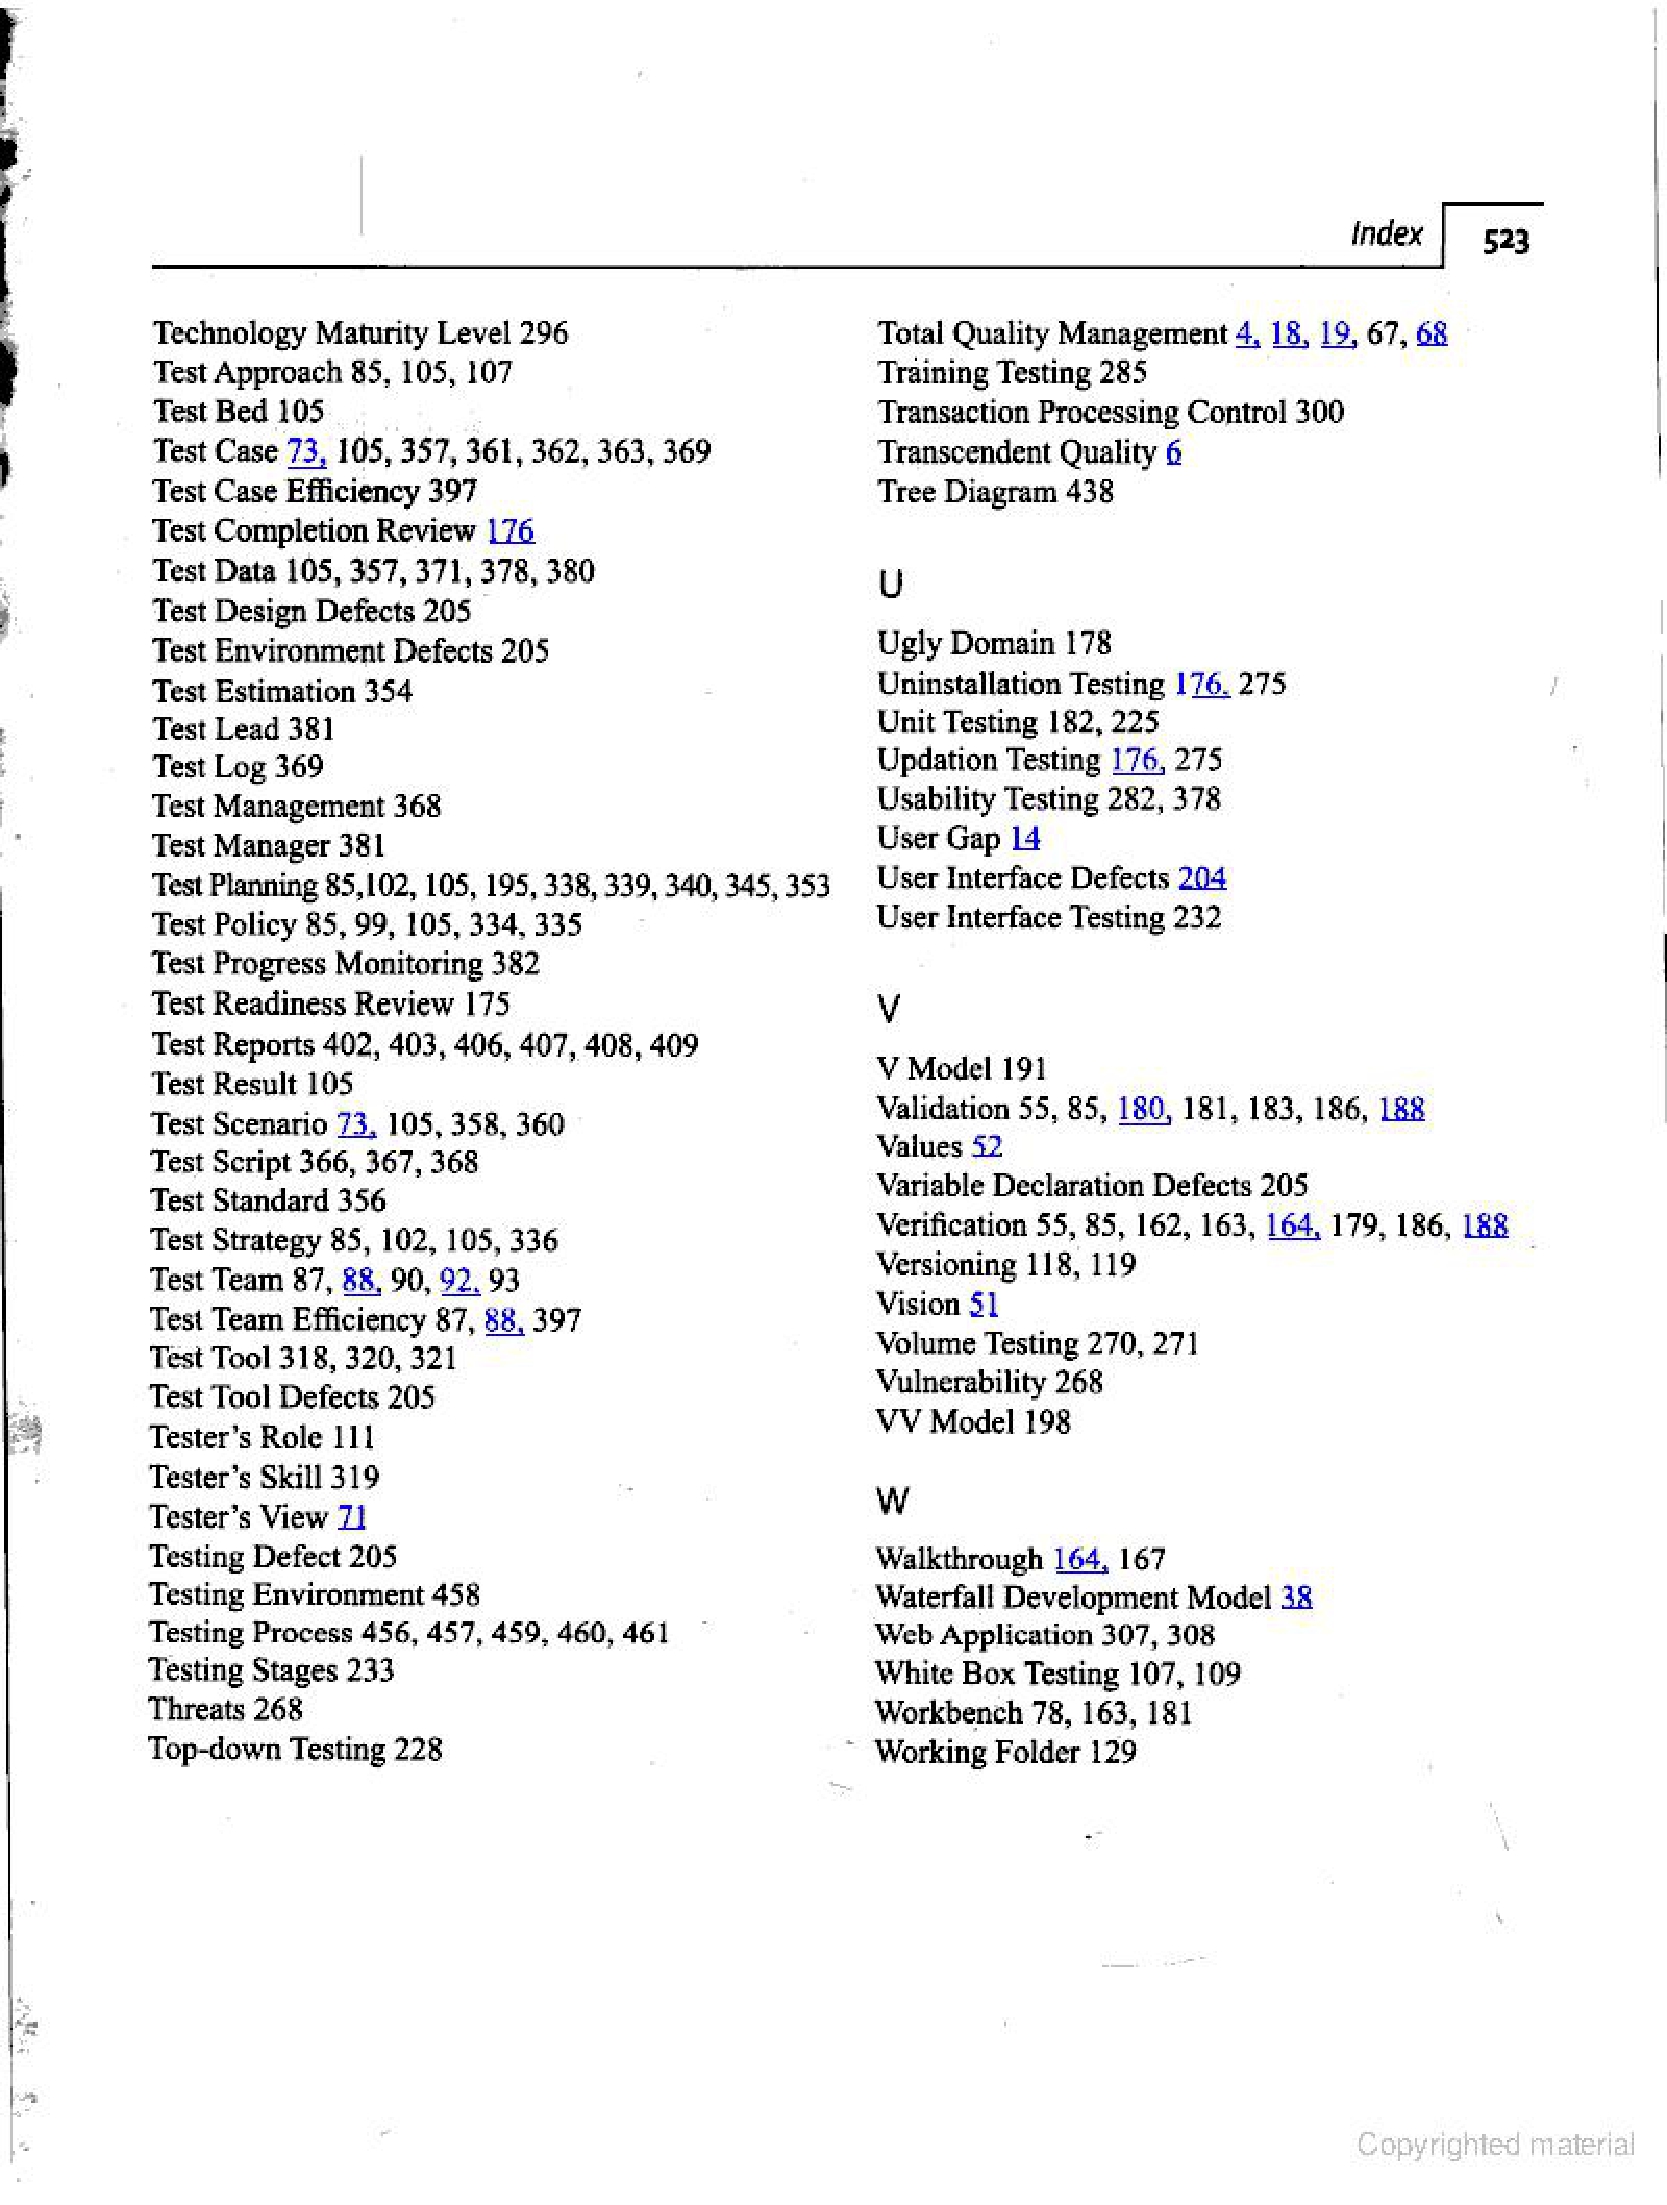 Index 523
Technology Maturity Level 296
Test Approach 85, 105, 107
Test Bed 105
Test Case 73, 105, 357, 361, 362, 363, 369
Test Case Efficiency 397
Test Completion Review 176
Test Data 105, 357, 371, 378, 380
Test Design Defects 205
Test Environment Defects 205
Test Estimation 354
Test Lead 381
Test Log 369
Test Management 368
Test Manager 381
Test Planning 85,102, 105, 195, 338, 339, 340, 345, 353
Test Policy 85, 99, 105, 334, 335
Test Progress Monitoring 382
Test Readiness Review 175
Test Reports 402, 403, 406, 407, 408, 409
Test Result 105
Test Scenario 73, 105, 358, 360
Test Script 366, 367, 368
Test Standard 356
Test Strategy 85, 102, 105, 336
Test Team 87, 88, 90, 92, 93
Test Team Efficiency 87, 88, 397
Test Tool 318, 320, 321
Test Tool Defects 205
Tester's Role 111
Tester's Skill 319
Tester's View 71
Testing Defect 205
Testing Environment 458
Testing Process 456, 457, 459, 460, 461
Testing Stages 233
Threats 268
Top-down Testing 228
Total Quality Management 4, 18, 19, 67, 68
Training Testing 285
Transaction Processing Control 300
Transcendent Quality 6
Tree Diagram 438
U
Ugly Domain 178
Uninstallation Testing 176, 275
Unit Testing 182, 225
Updation Testing 176, 275
Usability Testing 282, 378
User Gap 14
User Interface Defects 204
User Interface Testing 232
V
V Model 191
Validation 55, 85, 180, 181, 183, 186, 188
Values 52
Variable Declaration Defects 205
Verification 55, 85, 162, 163, 164, 179, 186, 188
Versioning 118, 119
Vision 51
Volume Testing 270, 271
Vulnerability 268
VV Model 198
W
Walkthrough 164, 167
Waterfall Development Model 38
Web Application 307, 308
White Box Testing 107, 109
Workbench 78, 163, 181
Working Folder 129
Copyrighted material